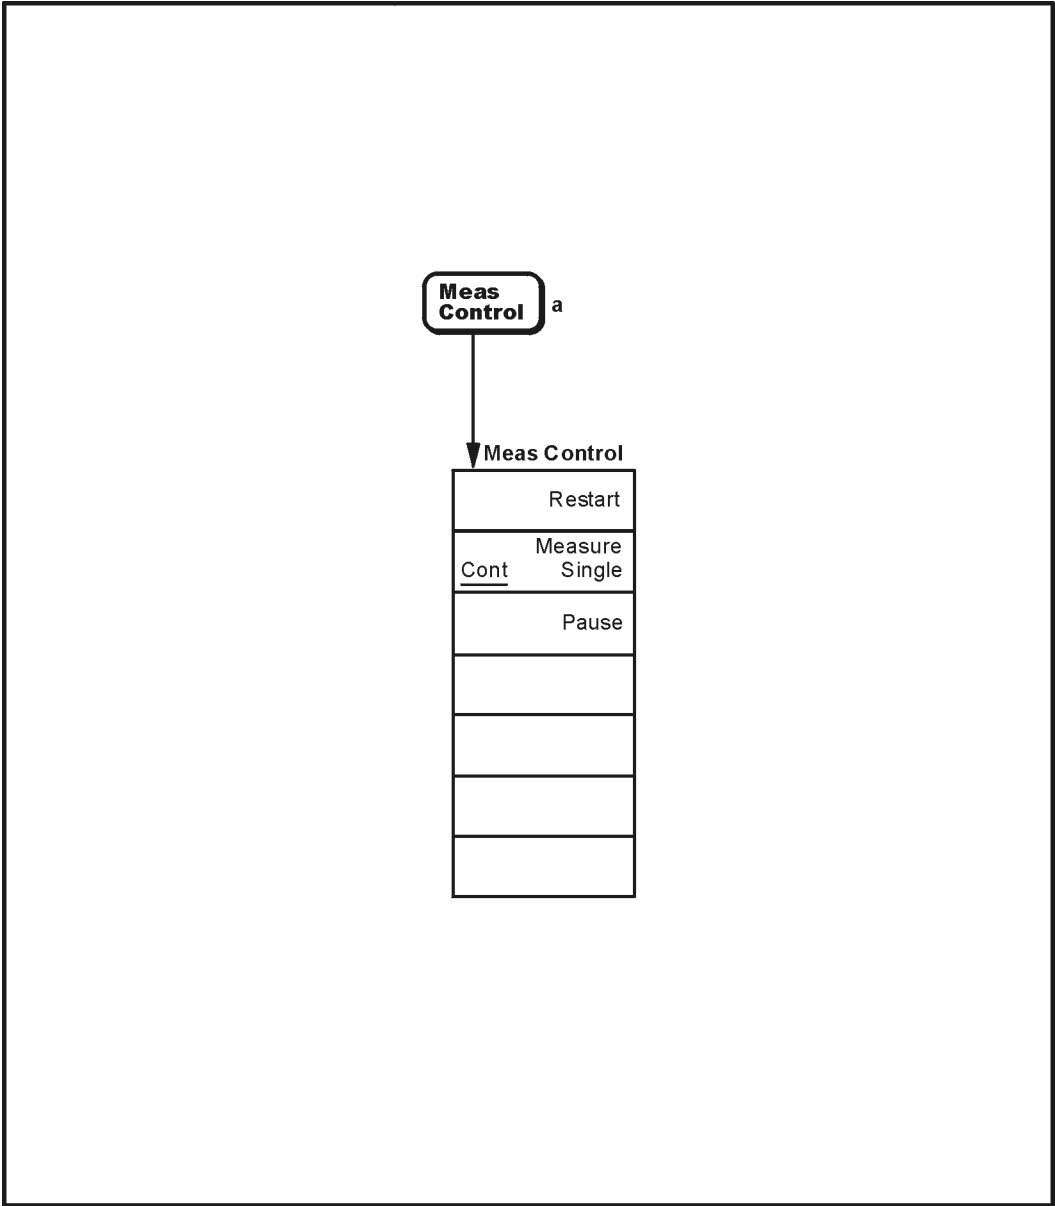 Meas
Control
a
Meas Control
Restart
Measure
Cont Single
Pause